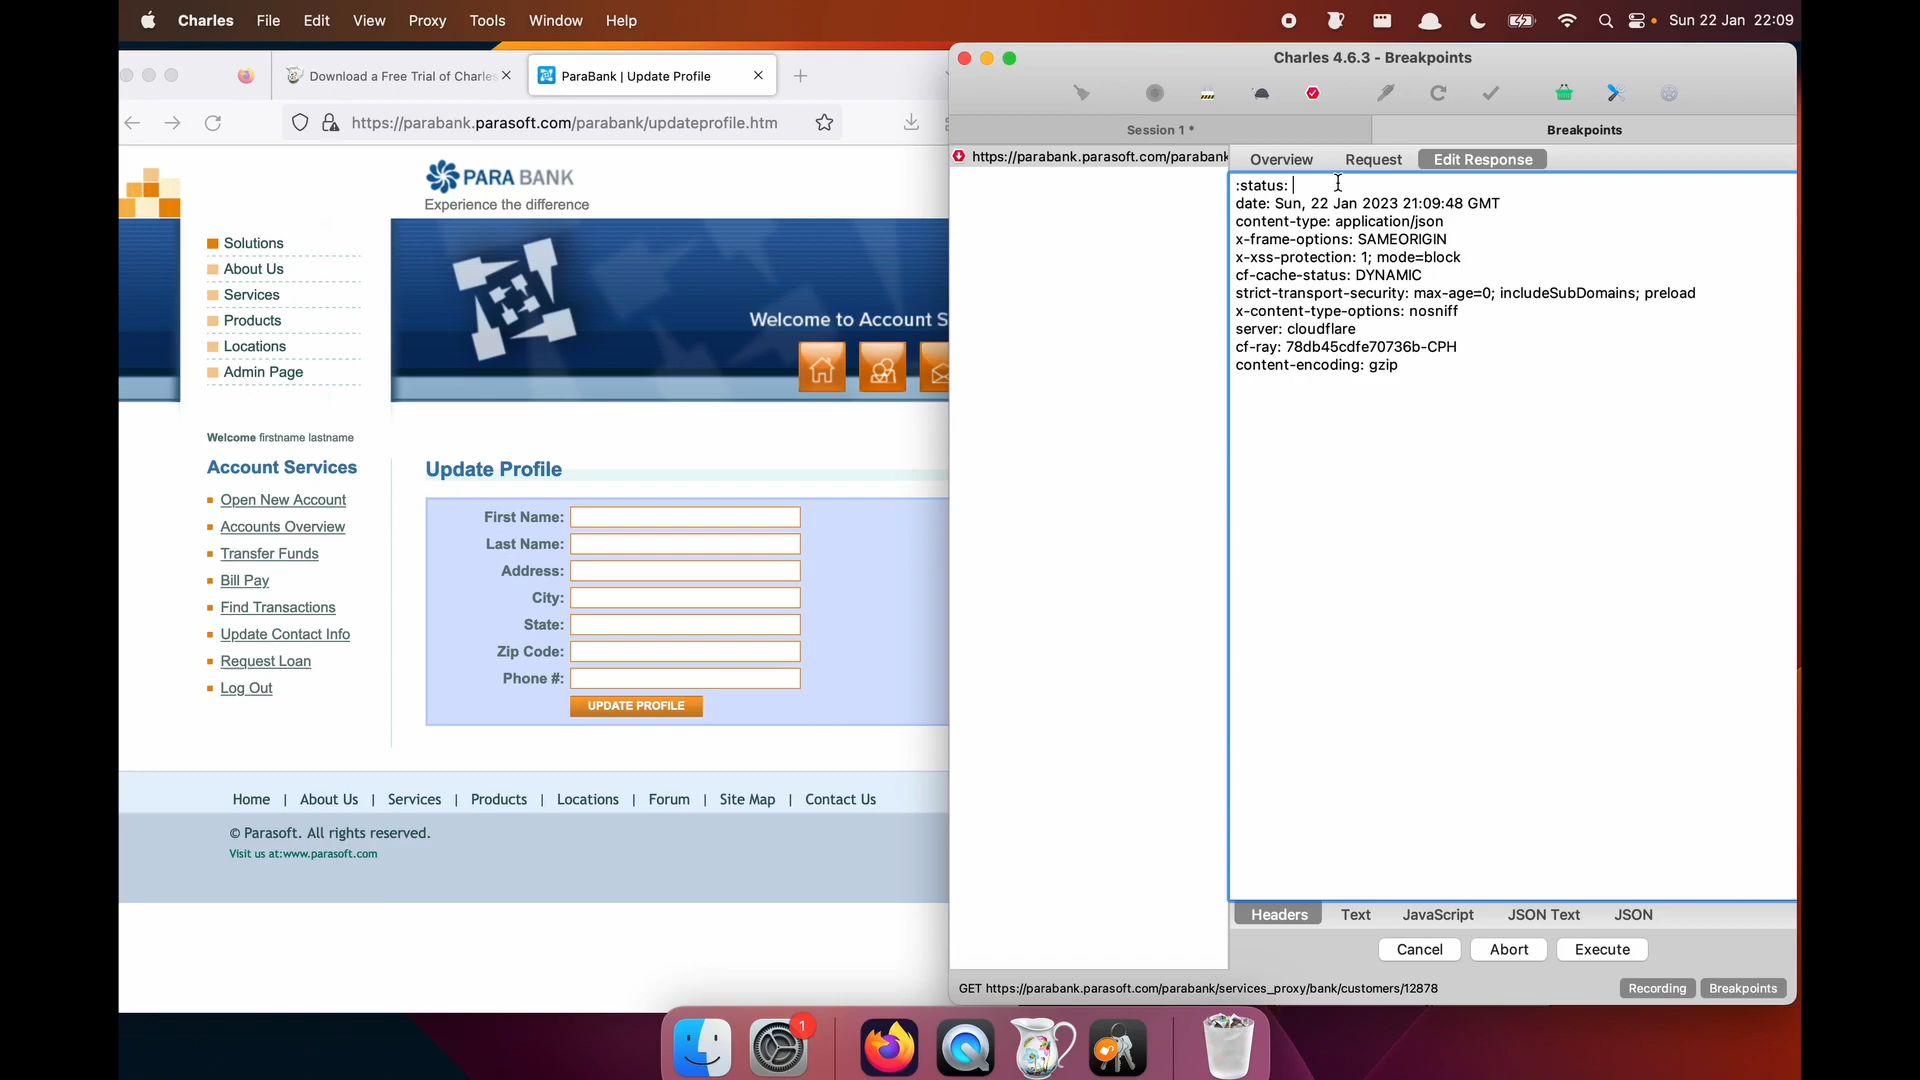 Charles File Edit View Proxy Tools Window Help
Sun 22 Jan 22:09
Download a Free Trial of Charles
ParaBank | Update Profile
https://parabank.parasoft.com/parabank/updateprofile.htm
PARA BANK
Experience the difference
Solutions
About Us
Services
Products
Locations
Admin Page
Welcome to Account S
Welcome firstname lastname
Account Services
Open New Account
Accounts Overview
Transfer Funds
Bill Pay
Find Transactions
Update Contact Info
Request Loan
Log Out
Update Profile
First Name:
Last Name:
Address:
City:
State:
Zip Code:
Phone #:
UPDATE PROFILE
Home | About Us | Services | Products | Locations | Forum | Site Map | Contact Us
© Parasoft. All rights reserved.
Visit us at:www.parasoft.com
Charles 4.6.3 - Breakpoints
Session 1 *
Breakpoints
https://parabank.parasoft.com/parabank
Overview Request Edit Response
:status:
date: Sun, 22 Jan 2023 21:09:48 GMT
content-type: application/json
x-frame-options: SAMEORIGIN
x-xss-protection: 1; mode=block
cf-cache-status: DYNAMIC
strict-transport-security: max-age=0; includeSubDomains; preload
x-content-type-options: nosniff
server: cloudflare
cf-ray: 78db45cdfe70736b-CPH
content-encoding: gzip
Headers Text JavaScript JSON Text JSON
Cancel Abort Execute
GET https://parabank.parasoft.com/parabank/services_proxy/bank/customers/12878
Recording Breakpoints
1